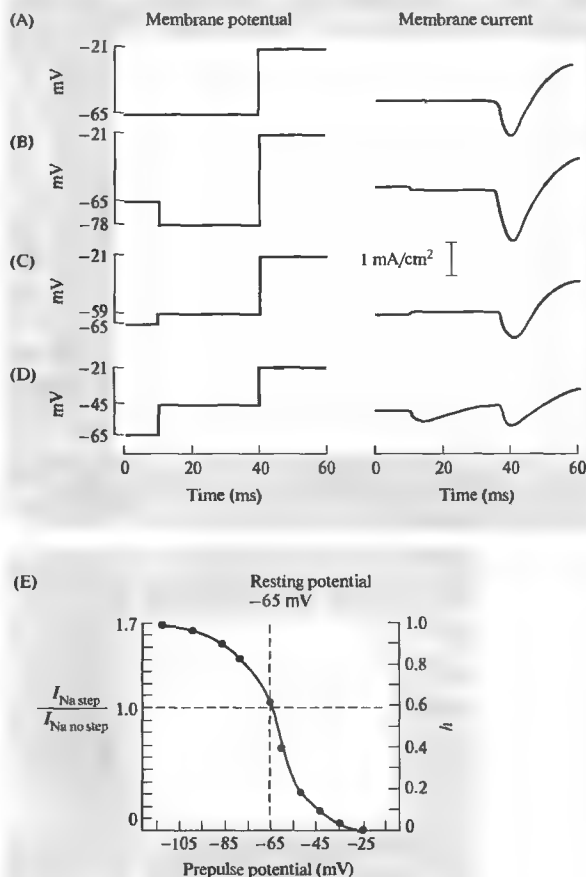 (A) Membrane potential Membrane current
−21
mV
−65
(B)
−21
mV
−65
−78
1 mA/cm²
(C)
−21
mV
−59
−65
(D)
−21
mV
−45
−65
0 20 40 60 0 20 40 60
Time (ms) Time (ms)
(E) Resting potential
−65 mV
1.7 1.0
0.8
I Na step 1.0 0.6 h
I Na no step
0.4
0.2
0 0
−105 −85 −65 −45 −25
Prepulse potential (mV)